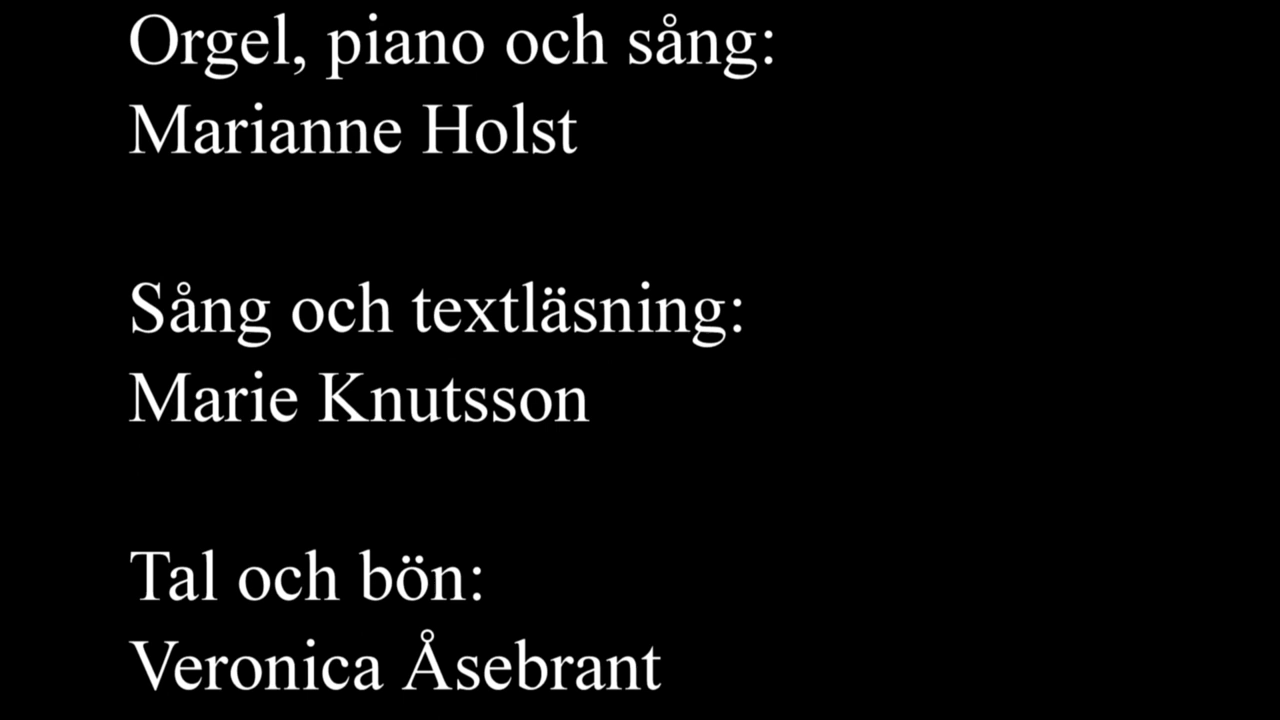 Orgel, piano och sång:
Marianne Holst
Sång och textläsning:
Marie Knutsson
Tal och bön:
Veronica Åsebrant